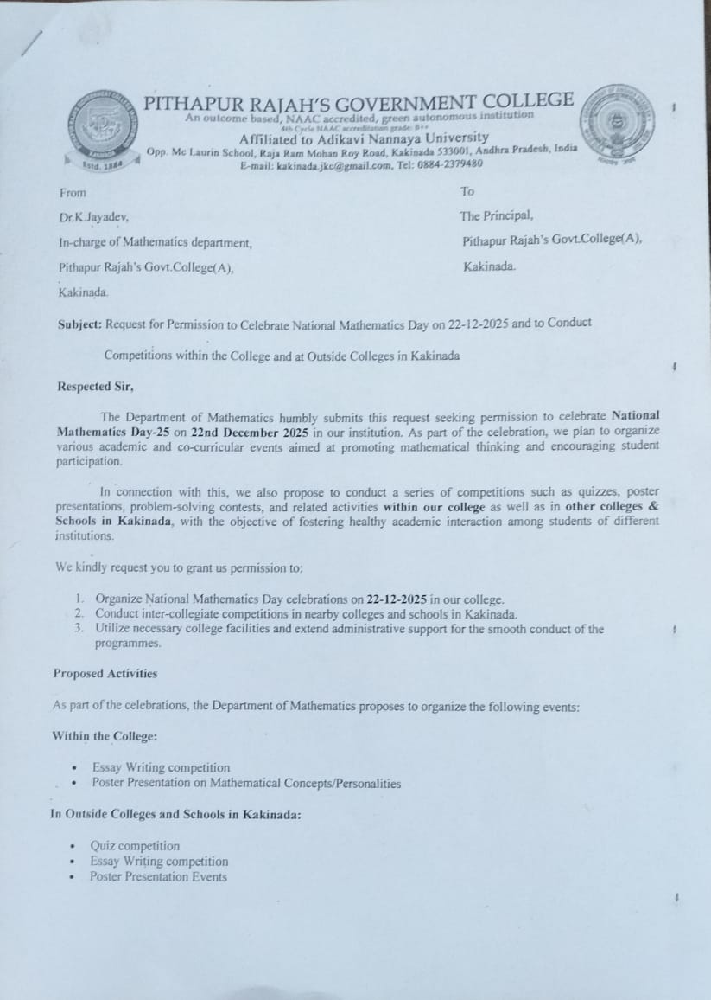 PITHAPUR RAJAH'S GOVERNMENT COLLEGE
An outcome based, NAAC accredited, green autonomous institution
4th Cycle NAAC accreditation grade: B++
Affiliated to Adikavi Nannaya University
Opp. Mc Laurin School, Raja Ram Mohan Roy Road, Kakinada 533001, Andhra Pradesh, India
E-mail: kakinada.jkc@gmail.com, Tel: 0884-2379480
Estd. 1884
From
Dr.K.Jayadev,
In-charge of Mathematics department,
Pithapur Rajah's Govt.College(A),
Kakinada.
To
The Principal,
Pithapur Rajah's Govt.College(A),
Kakinada.
Subject: Request for Permission to Celebrate National Mathematics Day on 22-12-2025 and to Conduct
Competitions within the College and at Outside Colleges in Kakinada
Respected Sir,
The Department of Mathematics humbly submits this request seeking permission to celebrate National
Mathematics Day-25 on 22nd December 2025 in our institution. As part of the celebration, we plan to organize
various academic and co-curricular events aimed at promoting mathematical thinking and encouraging student
participation.
In connection with this, we also propose to conduct a series of competitions such as quizzes, poster
presentations, problem-solving contests, and related activities within our college as well as in other colleges &
Schools in Kakinada, with the objective of fostering healthy academic interaction among students of different
institutions.
We kindly request you to grant us permission to:
1. Organize National Mathematics Day celebrations on 22-12-2025 in our college.
2. Conduct inter-collegiate competitions in nearby colleges and schools in Kakinada.
3. Utilize necessary college facilities and extend administrative support for the smooth conduct of the
programmes.
Proposed Activities
As part of the celebrations, the Department of Mathematics proposes to organize the following events:
Within the College:
• Essay Writing competition
• Poster Presentation on Mathematical Concepts/Personalities
In Outside Colleges and Schools in Kakinada:
• Quiz competition
• Essay Writing competition
• Poster Presentation Events